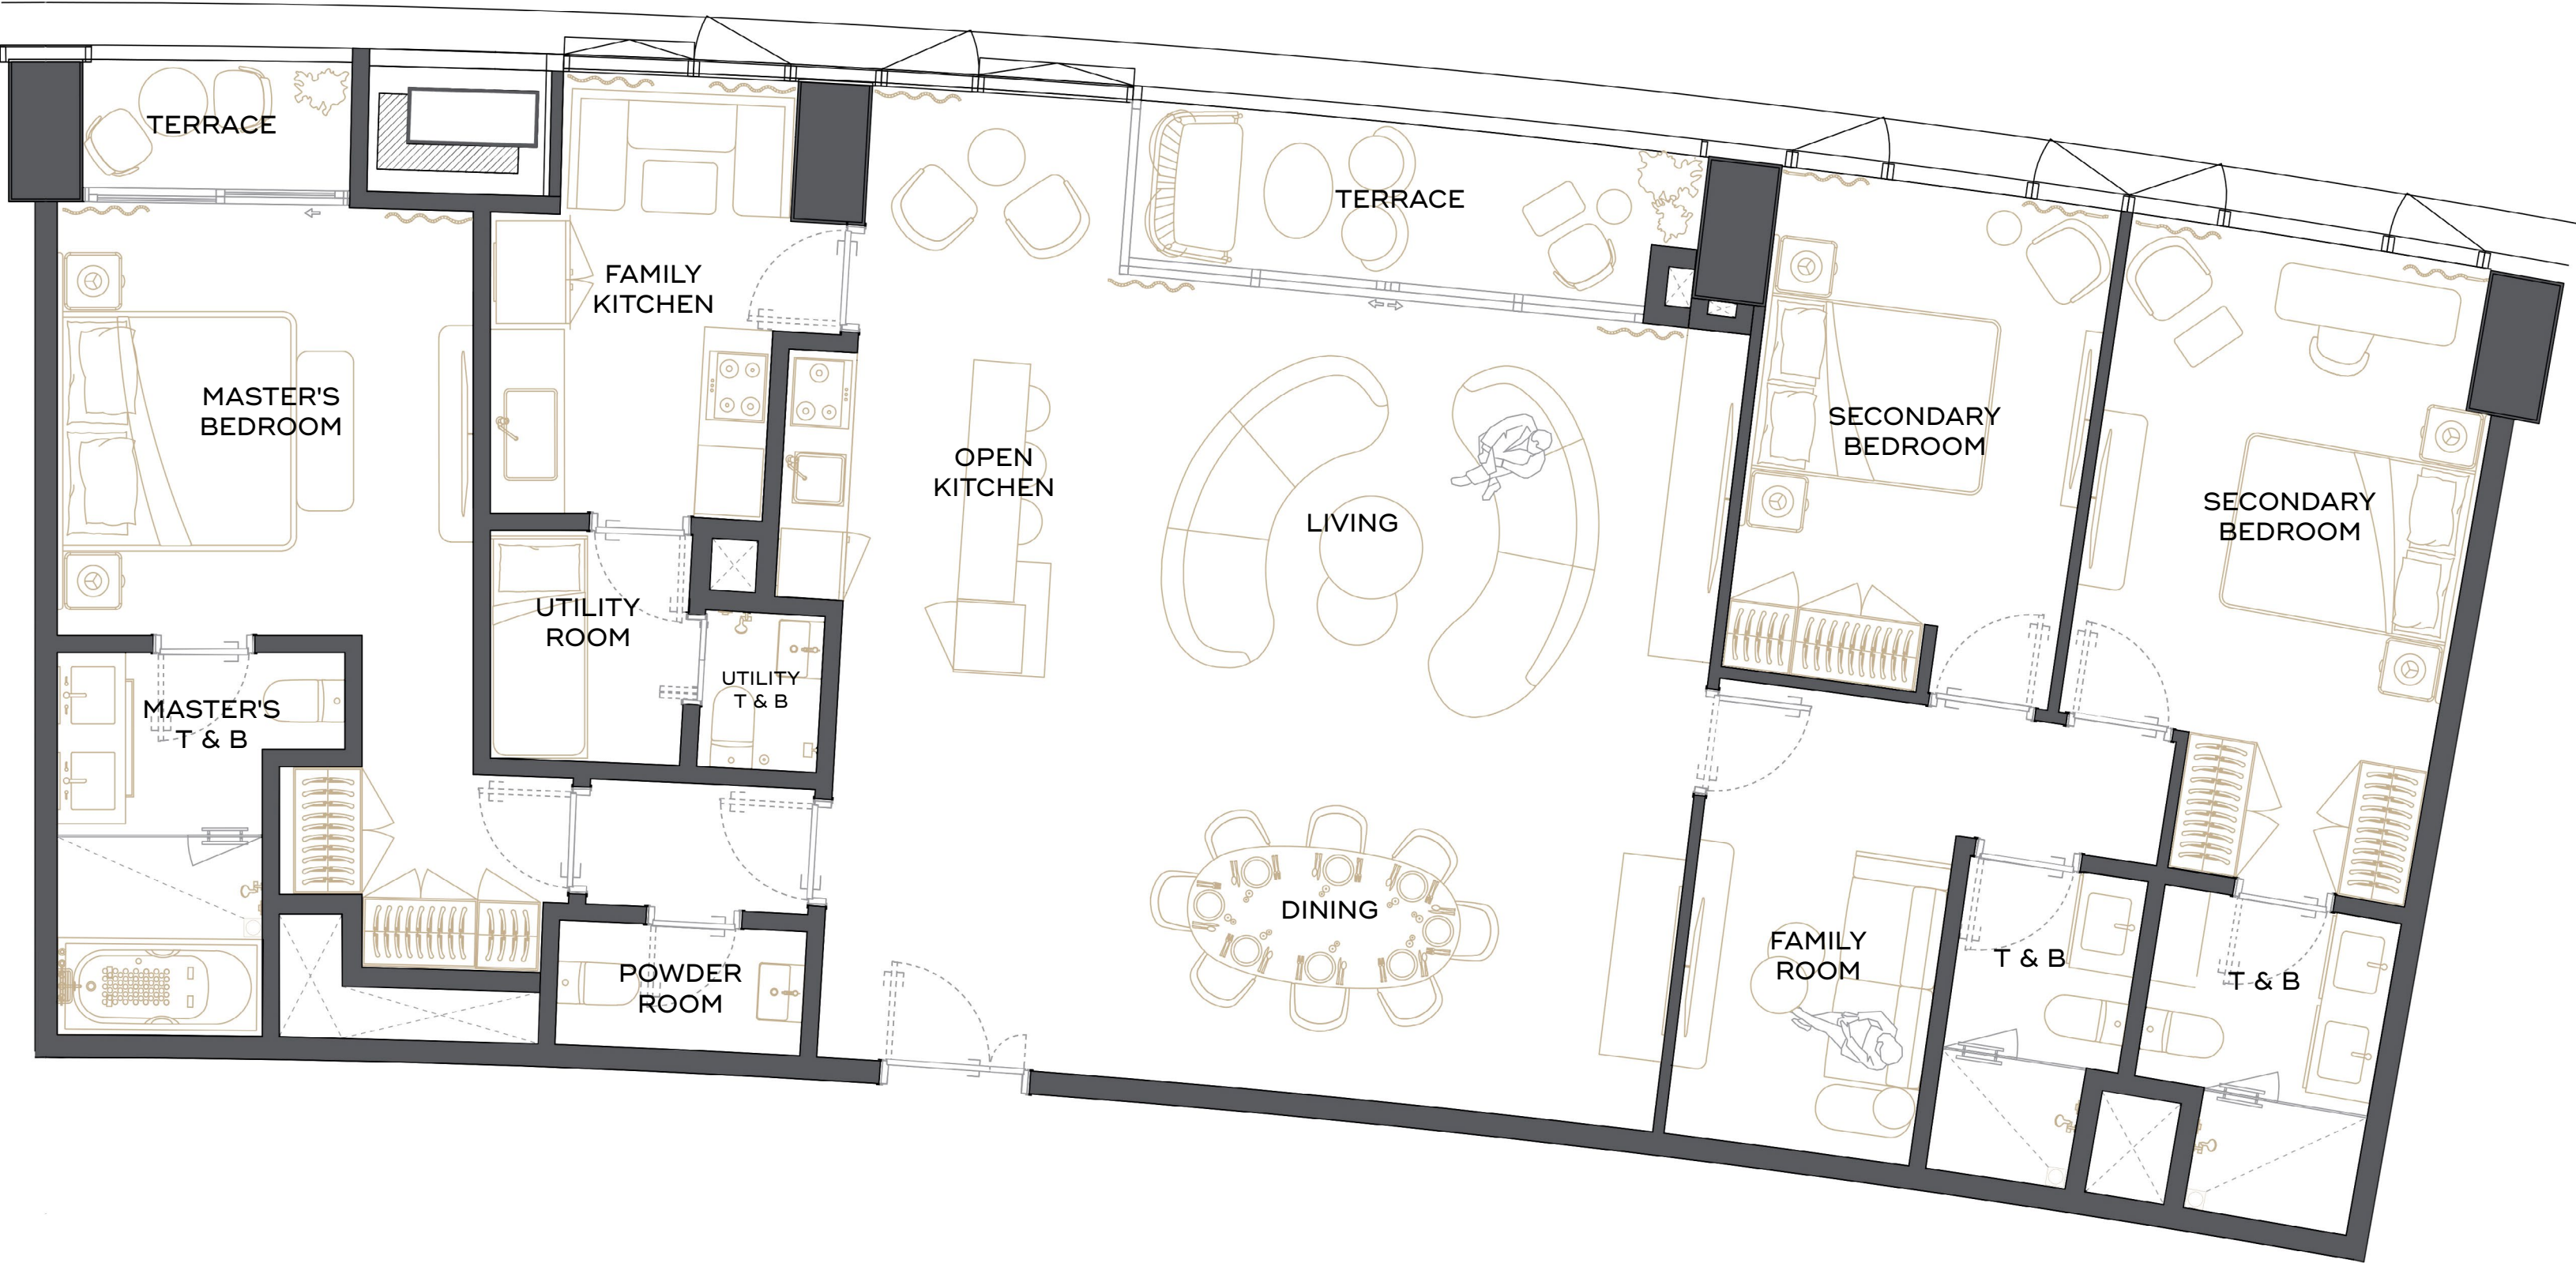 TERRACE
TERRACE
FAMILY
KITCHEN
MASTER'S
BEDROOM
OPEN
KITCHEN
LIVING
SECONDARY
BEDROOM
SECONDARY
BEDROOM
UTILITY
ROOM
UTILITY
T & B
MASTER'S
T & B
DINING
POWDER
ROOM
FAMILY
ROOM
T & B
T & B